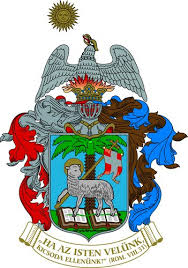 „HA AZ ISTEN VELÜNK
KICSODA ELLENÜNK?” (RÓM. VIII.31)